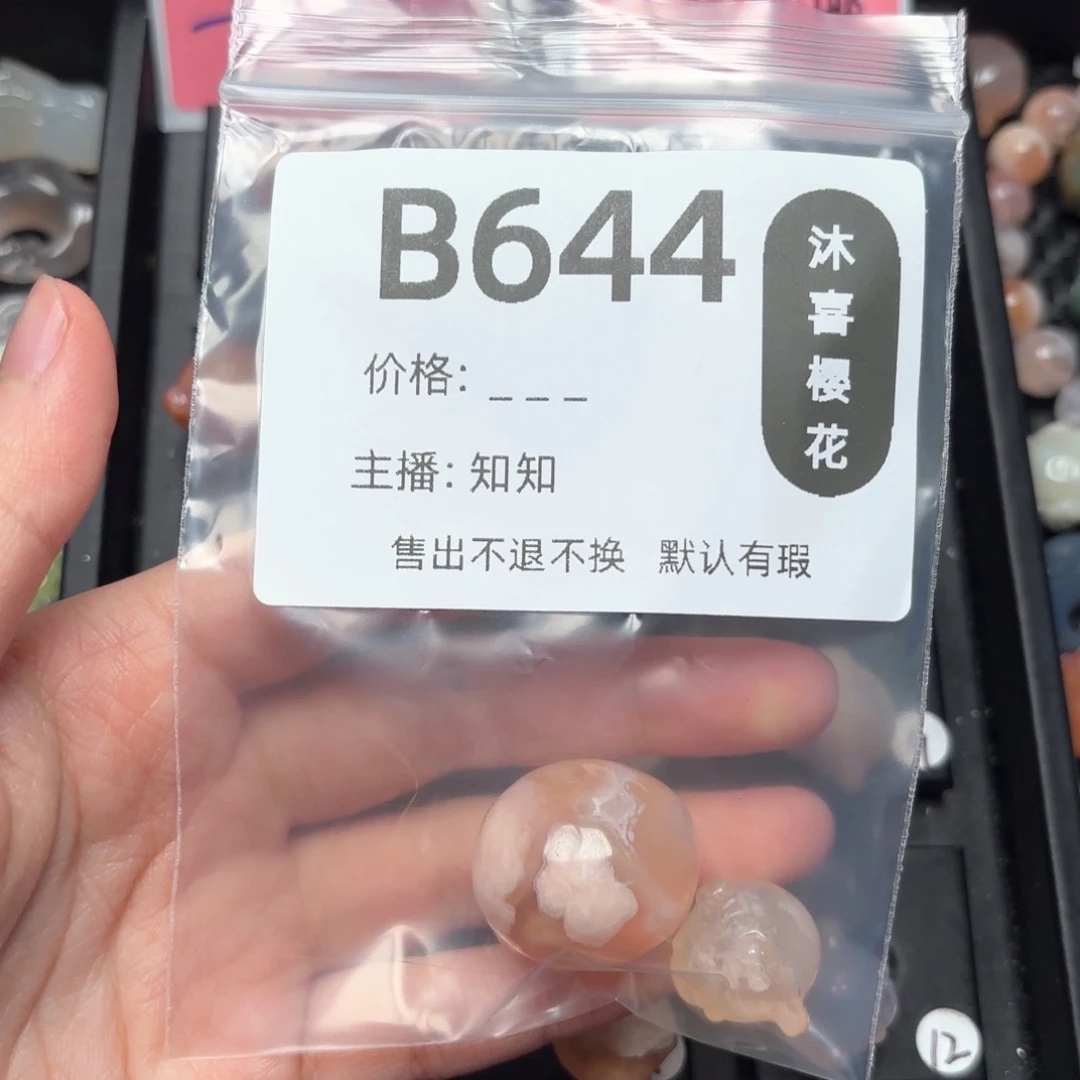 B644
沐喜樱花
价格: _ _ _
主播: 知知
售出不退不换 默认有瑕
12